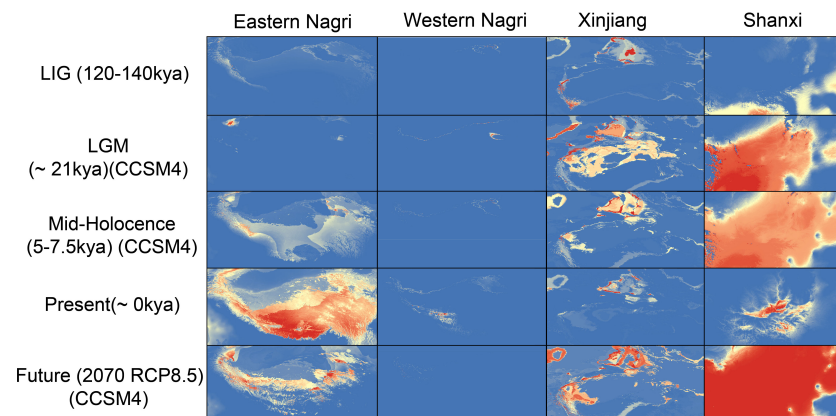 Eastern Nagri Western Nagri Xinjiang Shanxi
LIG (120-140kya)
LGM
(~ 21kya)(CCSM4)
Mid-Holocence
(5-7.5kya) (CCSM4)
Present(~ 0kya)
Future (2070 RCP8.5)
(CCSM4)